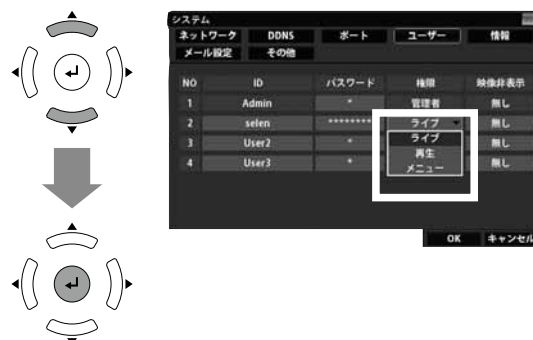 システム
ネットワーク DDNS ポート ユーザー 情報
メール設定 その他
NO ID パスワード 権限 映像非表示
1 Admin * 管理者 無し
2 selen ******** ライブ 無し
ライブ
3 User2 * 無し
再生
4 User3 * 無し
メニュー
OK キャンセル